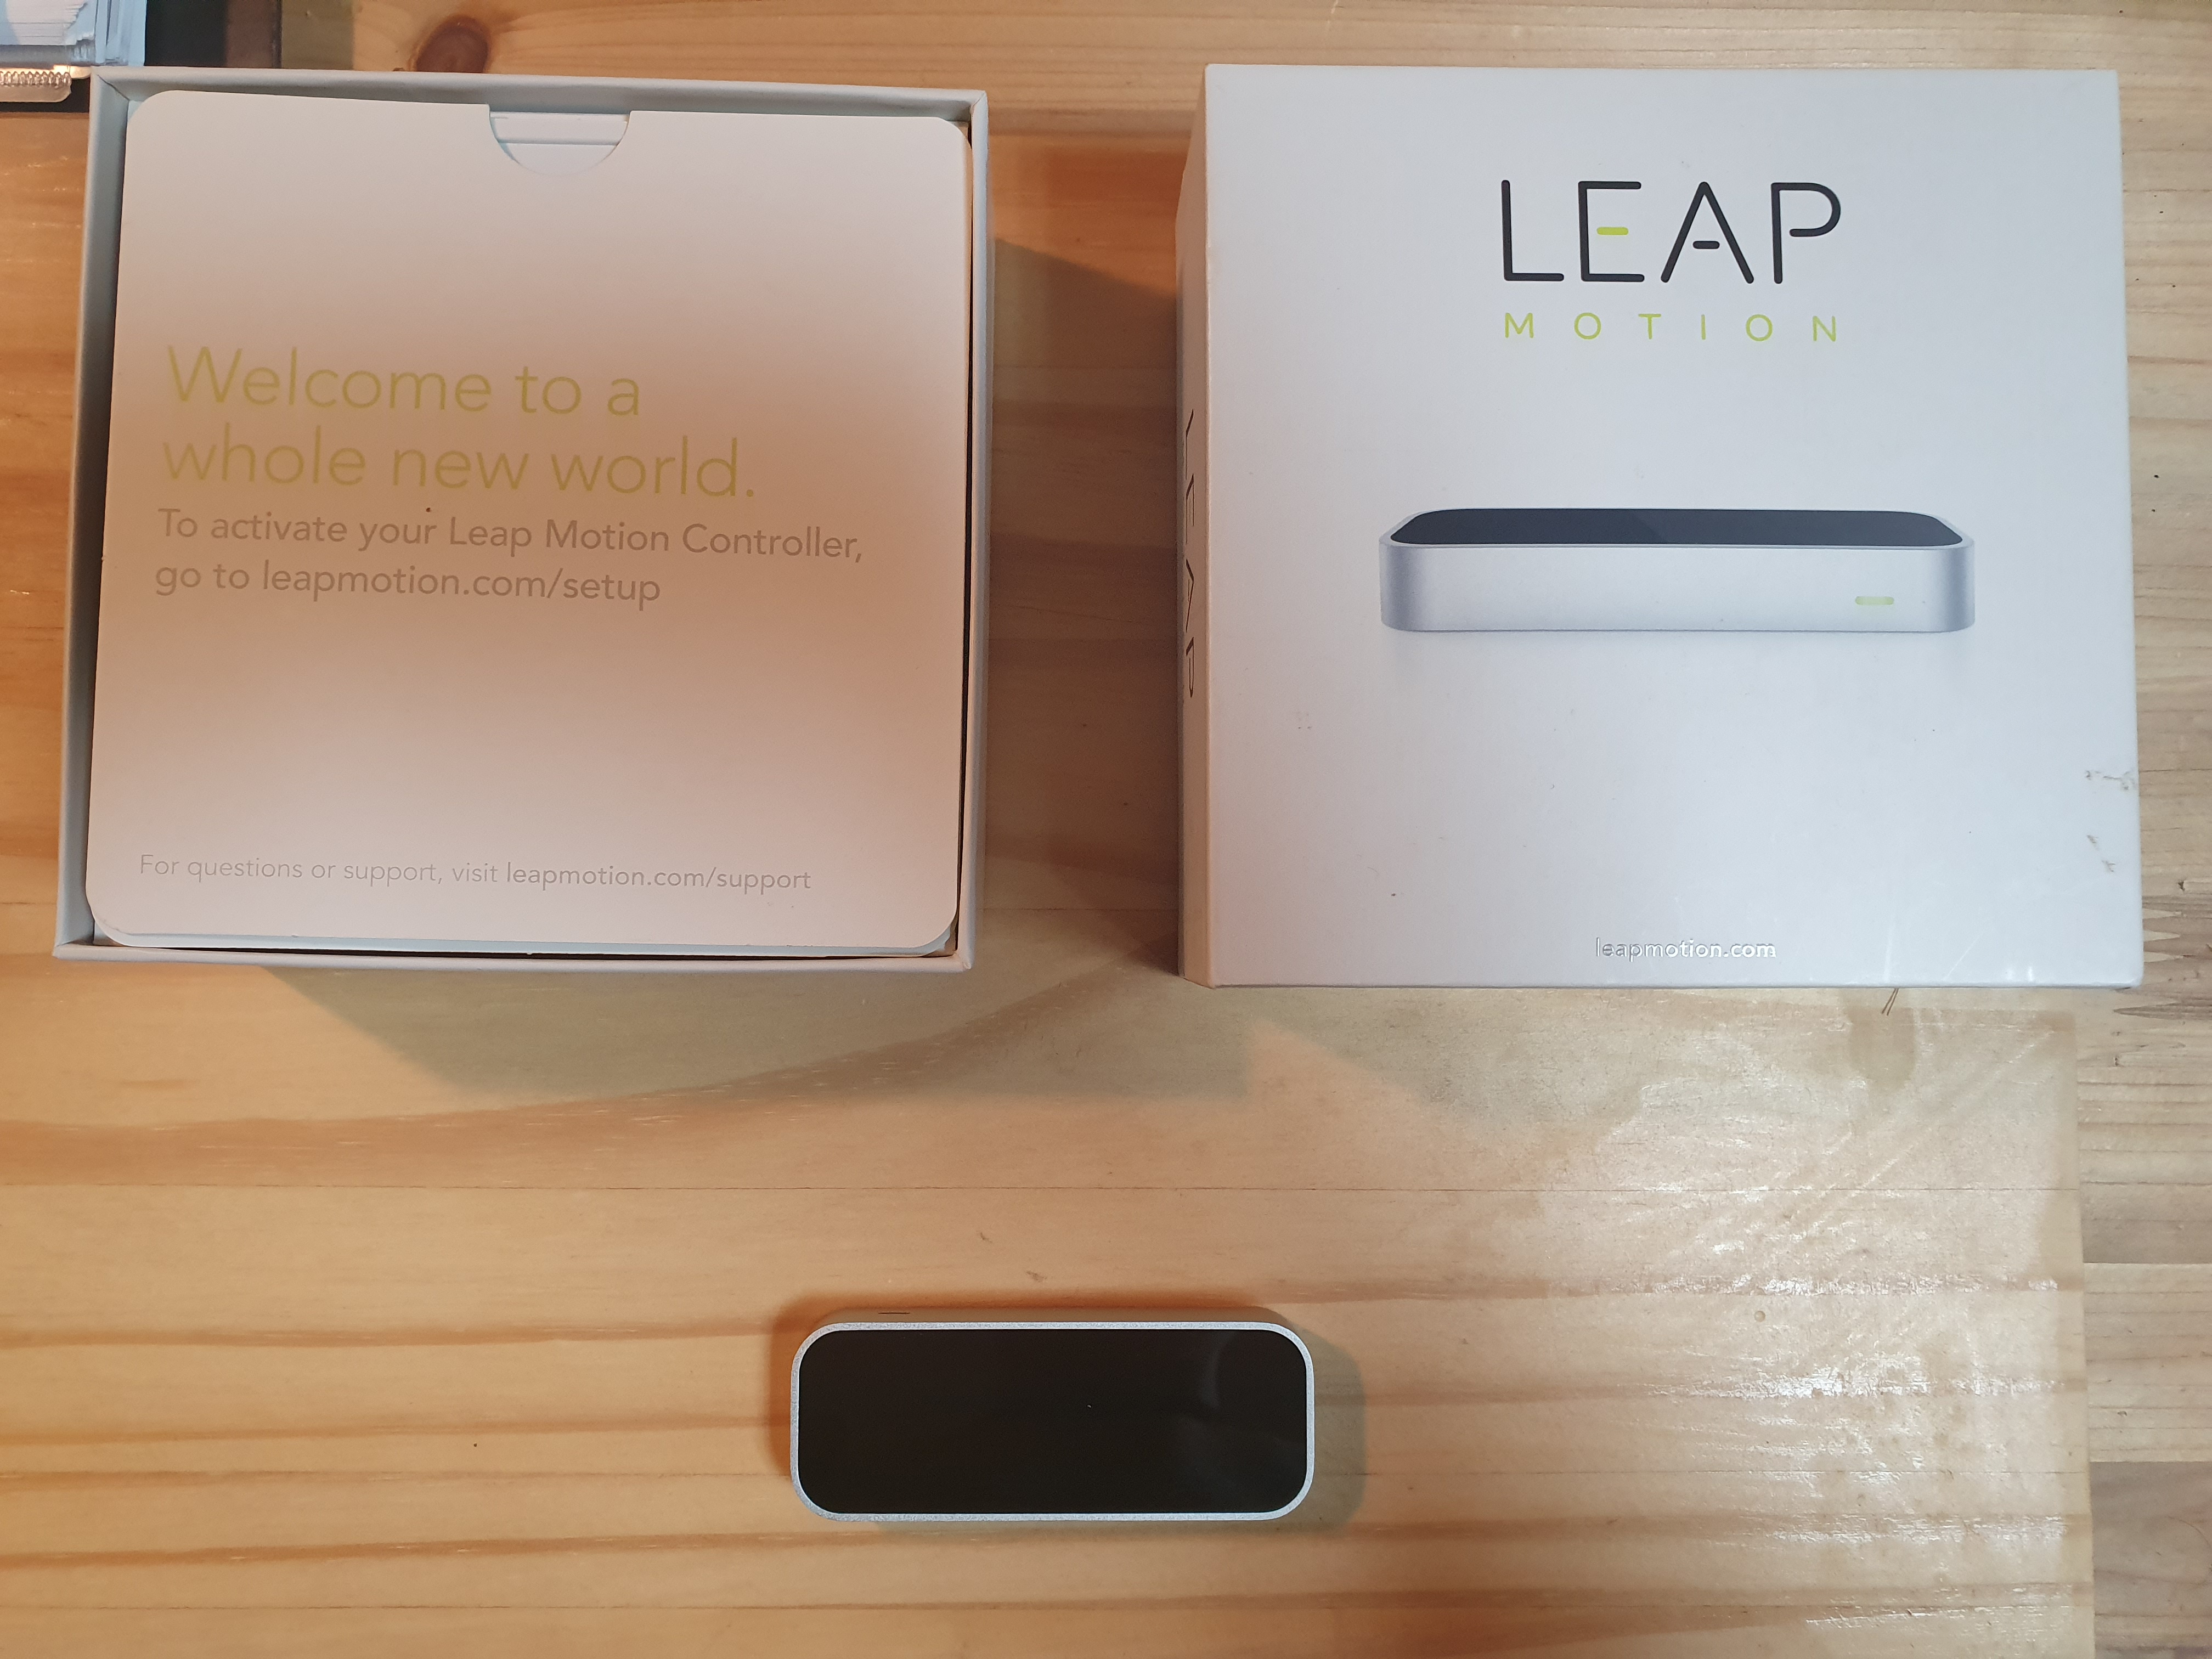 Welcome to a
whole new world.
To activate your Leap Motion Controller,
go to leapmotion.com/setup
For questions or support, visit leapmotion.com/support
LEAP
LEAP
MOTION
leapmotion.com